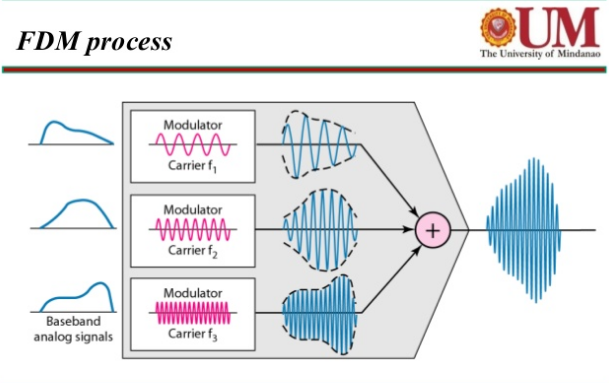 FDM process
UM
The University of Mindanao
Modulator
Carrier f₁
Modulator
Carrier f₂
Modulator
Carrier f₃
+
Baseband
analog signals